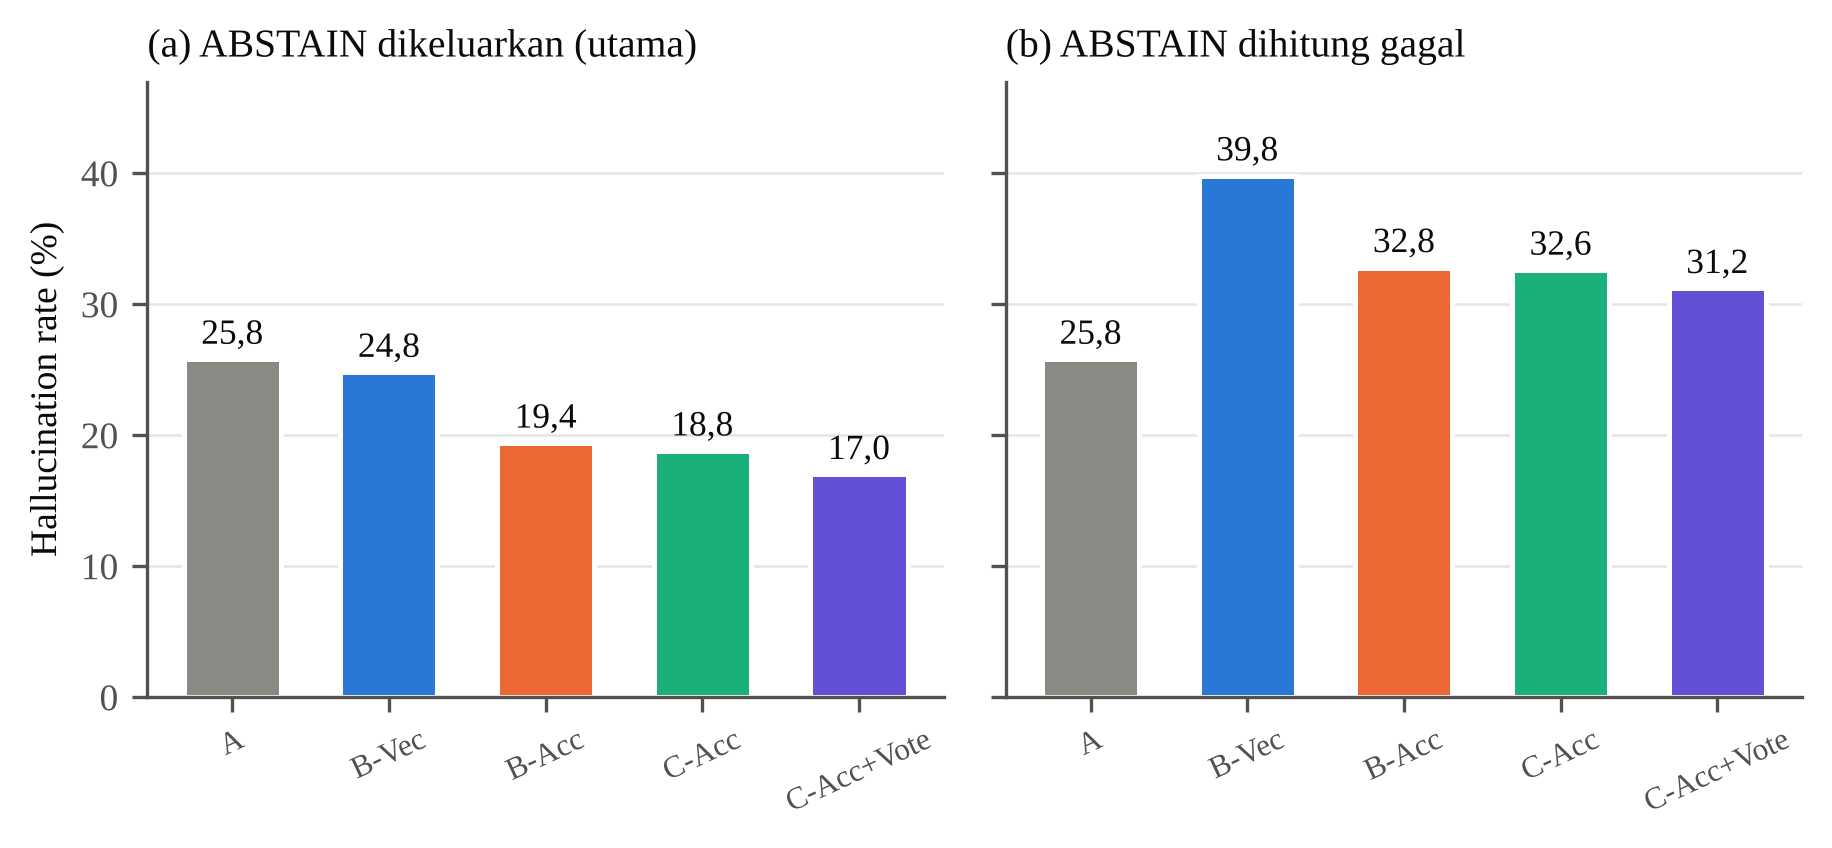 (a) ABSTAIN dikeluarkan (utama)
Hallucination rate (%)
40
30
20
10
0
25,8
24,8
19,4
18,8
17,0
A
B-Vec
B-Acc
C-Acc
C-Acc+Vote
(b) ABSTAIN dihitung gagal
25,8
39,8
32,8
32,6
31,2
A
B-Vec
B-Acc
C-Acc
C-Acc+Vote